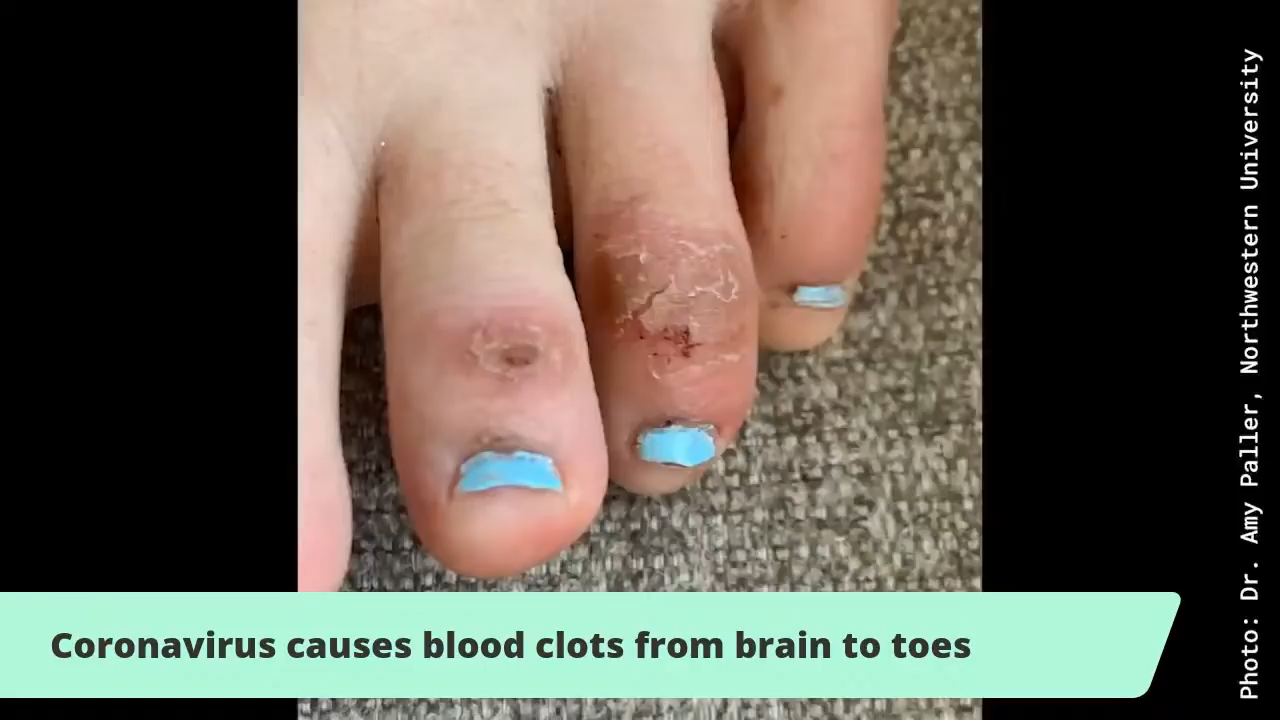 Coronavirus causes blood clots from brain to toes
Photo: Dr. Amy Paller, Northwestern University